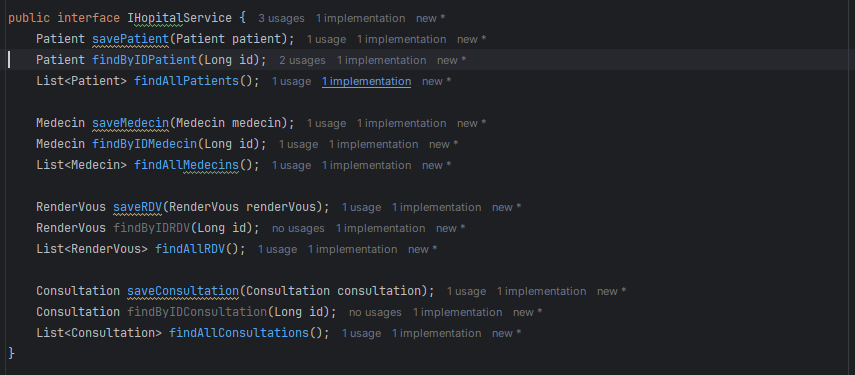 public interface IHopitalService {  3 usages  1 implementation  new *
    Patient savePatient(Patient patient);  1 usage  1 implementation  new *
    Patient findByIDPatient(Long id);  2 usages  1 implementation  new *
    List<Patient> findAllPatients();  1 usage  1 implementation  new *

    Medecin saveMedecin(Medecin medecin);  1 usage  1 implementation  new *
    Medecin findByIDMedecin(Long id);  1 usage  1 implementation  new *
    List<Medecin> findAllMedecins();  1 usage  1 implementation  new *

    RenderVous saveRDV(RenderVous renderVous);  1 usage  1 implementation  new *
    RenderVous findByIDRDV(Long id);  no usages  1 implementation  new *
    List<RenderVous> findAllRDV();  1 usage  1 implementation  new *

    Consultation saveConsultation(Consultation consultation);  1 usage  1 implementation  new *
    Consultation findByIDConsultation(Long id);  no usages  1 implementation  new *
    List<Consultation> findAllConsultations();  1 usage  1 implementation  new *
}